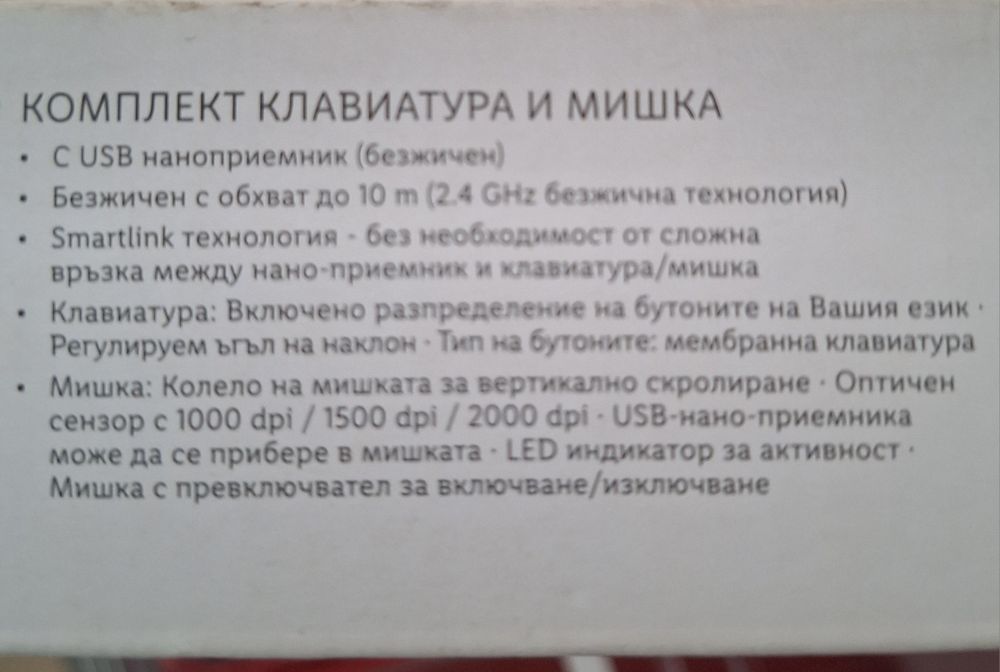 КОМПЛЕКТ КЛАВИАТУРА И МИШКА
• С USB наноприемник (безжичен)
• Безжичен с обхват до 10 m (2.4 GHz безжична технология)
• Smartlink технология - без необходимост от сложна
връзка между нано-приемник и клавиатура/мишка
• Клавиатура: Включено разпределение на бутоните на Вашия език ·
Регулируем ъгъл на наклон · Тип на бутоните: мембранна клавиатура
• Мишка: Колело на мишката за вертикално скролиране · Оптичен
сензор с 1000 dpi / 1500 dpi / 2000 dpi · USB-нано-приемника
може да се прибере в мишката · LED индикатор за активност ·
Мишка с превключвател за включване/изключване